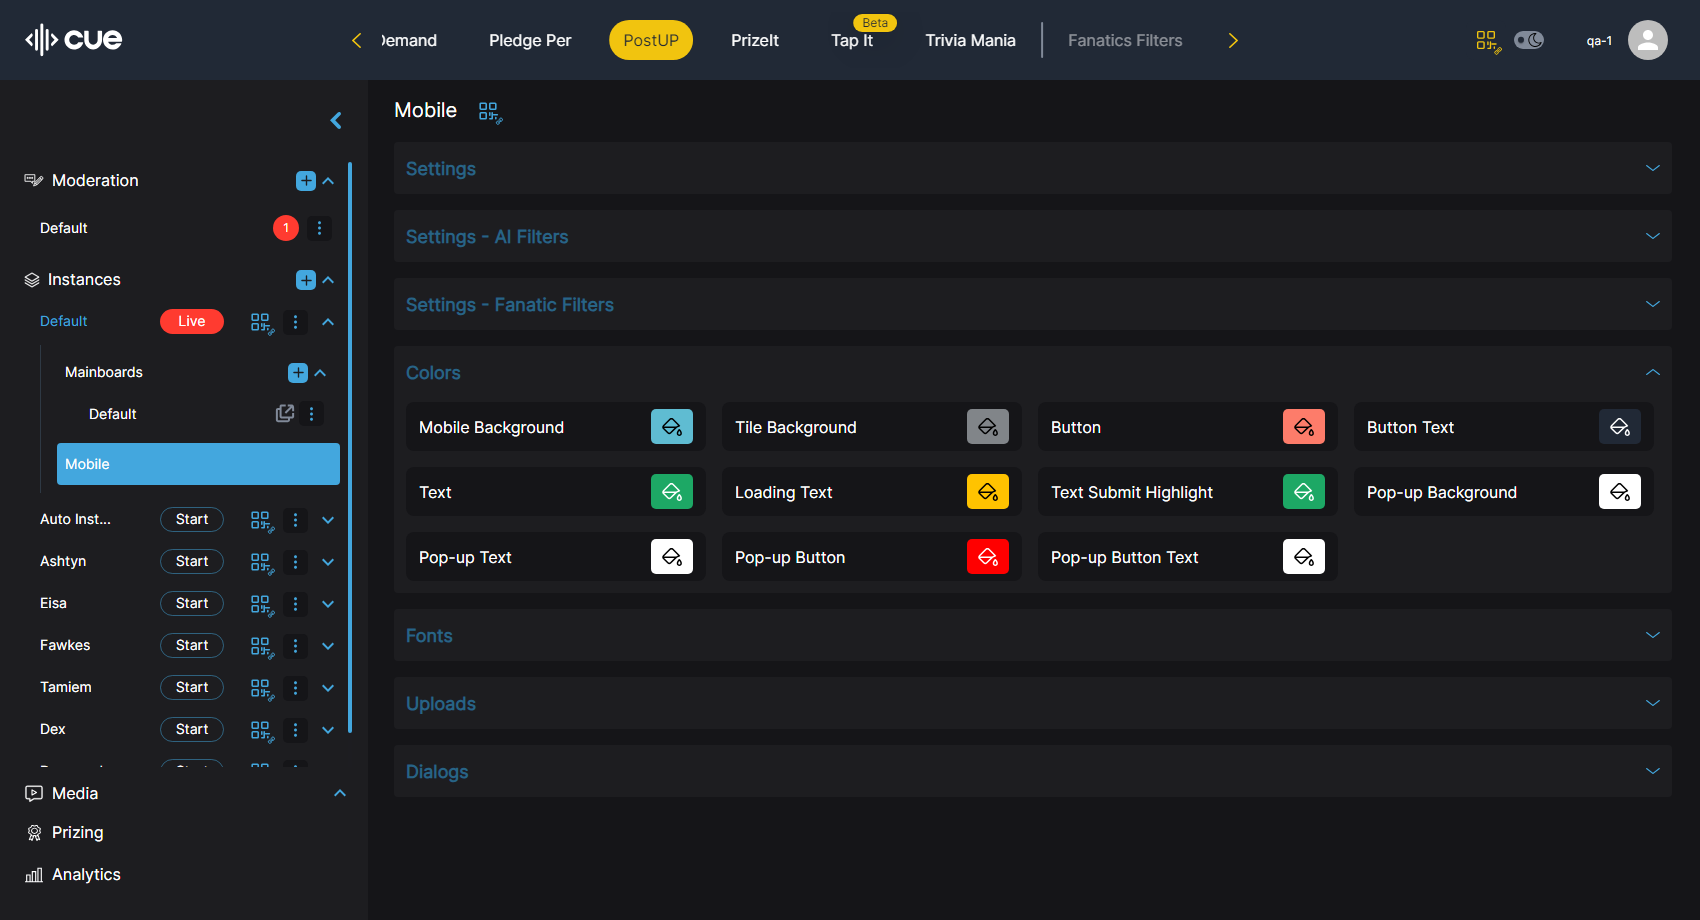 cue
Demand
Pledge Per
PostUP
PrizeIt
Beta
Tap It
Trivia Mania
Fanatics Filters
qa-1
Moderation
Default
1
Instances
Default
Live
Mainboards
Default
Mobile
Auto Inst...
Start
Ashtyn
Start
Eisa
Start
Fawkes
Start
Tamiem
Start
Dex
Start
Media
Prizing
Analytics
Mobile
Settings
Settings - AI Filters
Settings - Fanatic Filters
Colors
Mobile Background
Tile Background
Button
Button Text
Text
Loading Text
Text Submit Highlight
Pop-up Background
Pop-up Text
Pop-up Button
Pop-up Button Text
Fonts
Uploads
Dialogs